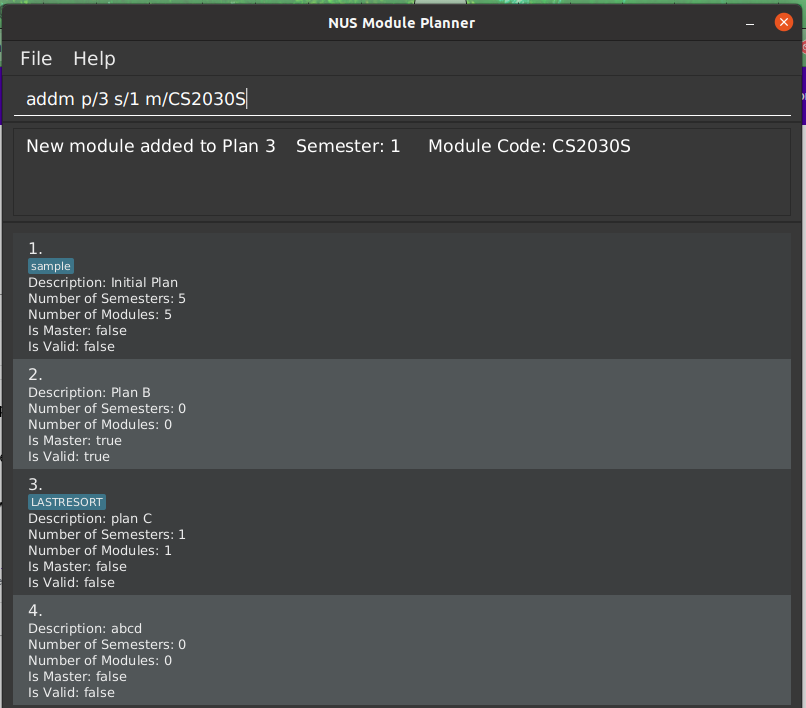 NUS Module Planner
File Help
addm p/3 s/1 m/CS2030S
New module added to Plan 3 Semester: 1 Module Code: CS2030S
1.
sample
Description: Initial Plan
Number of Semesters: 5
Number of Modules: 5
Is Master: false
Is Valid: false
2.
Description: Plan B
Number of Semesters: 0
Number of Modules: 0
Is Master: true
Is Valid: true
3.
LASTRESORT
Description: plan C
Number of Semesters: 1
Number of Modules: 1
Is Master: false
Is Valid: false
4.
Description: abcd
Number of Semesters: 0
Number of Modules: 0
Is Master: false
Is Valid: false